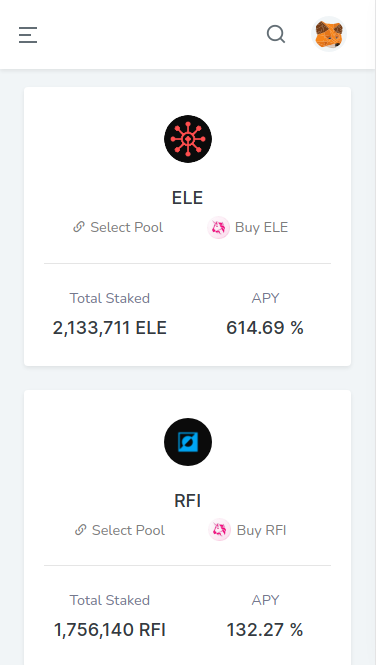 ELE
Select Pool Buy ELE
Total Staked APY
2,133,711 ELE 614.69 %
RFI
Select Pool Buy RFI
Total Staked APY
1,756,140 RFI 132.27 %